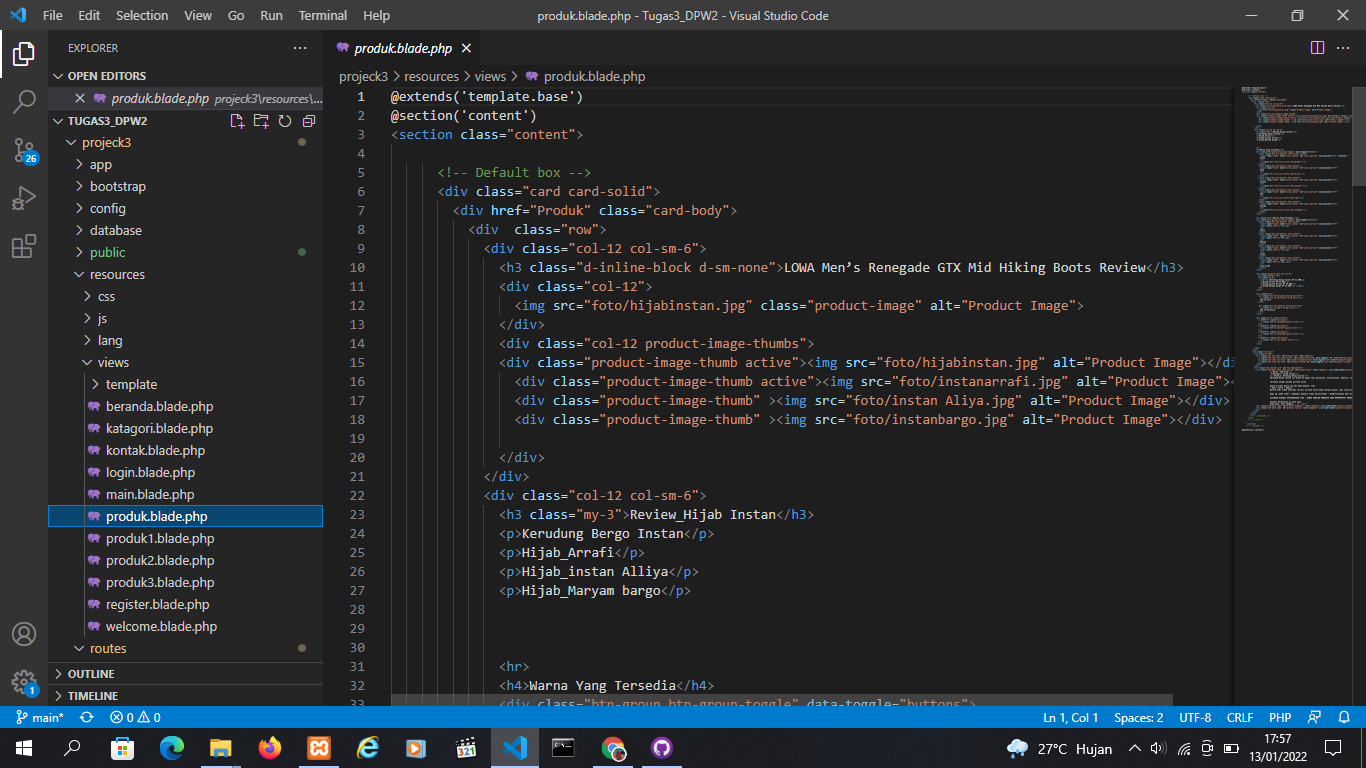 File Edit Selection View Go Run Terminal Help
produk.blade.php - Tugas3_DPW2 - Visual Studio Code
EXPLORER
OPEN EDITORS
produk.blade.php projeck3\resources\...
TUGAS3_DPW2
projeck3
app
bootstrap
config
database
public
resources
css
js
lang
views
template
beranda.blade.php
katagori.blade.php
kontak.blade.php
login.blade.php
main.blade.php
produk.blade.php
produk1.blade.php
produk2.blade.php
produk3.blade.php
register.blade.php
welcome.blade.php
routes
OUTLINE
TIMELINE
26
1
produk.blade.php
projeck3 > resources > views > produk.blade.php
1 @extends('template.base')
2 @section('content')
3 <section class="content">
4
5 <!-- Default box -->
6 <div class="card card-solid">
7 <div href="Produk" class="card-body">
8 <div  class="row">
9 <div class="col-12 col-sm-6">
10 <h3 class="d-inline-block d-sm-none">LOWA Men’s Renegade GTX Mid Hiking Boots Review</h3>
11 <div class="col-12">
12 <img src="foto/hijabinstan.jpg" class="product-image" alt="Product Image">
13 </div>
14 <div class="col-12 product-image-thumbs">
15 <div class="product-image-thumb active"><img src="foto/hijabinstan.jpg" alt="Product Image"></di
16 <div class="product-image-thumb active"><img src="foto/instanarrafi.jpg" alt="Product Image"><
17 <div class="product-image-thumb" ><img src="foto/instan Aliya.jpg" alt="Product Image"></div>
18 <div class="product-image-thumb" ><img src="foto/instanbargo.jpg" alt="Product Image"></div>
19
20 </div>
21 </div>
22 <div class="col-12 col-sm-6">
23 <h3 class="my-3">Review_Hijab Instan</h3>
24 <p>Kerudung Bergo Instan</p>
25 <p>Hijab_Arrafi</p>
26 <p>Hijab_instan Alliya</p>
27 <p>Hijab_Maryam bargo</p>
28
29
30
31 <hr>
32 <h4>Warna Yang Tersedia</h4>
33 <div class="btn-group btn-group-toggle" data-toggle="buttons">
main* 0 0 Ln 1, Col 1 Spaces: 2 UTF-8 CRLF PHP
321
27°C Hujan
17:57
13/01/2022